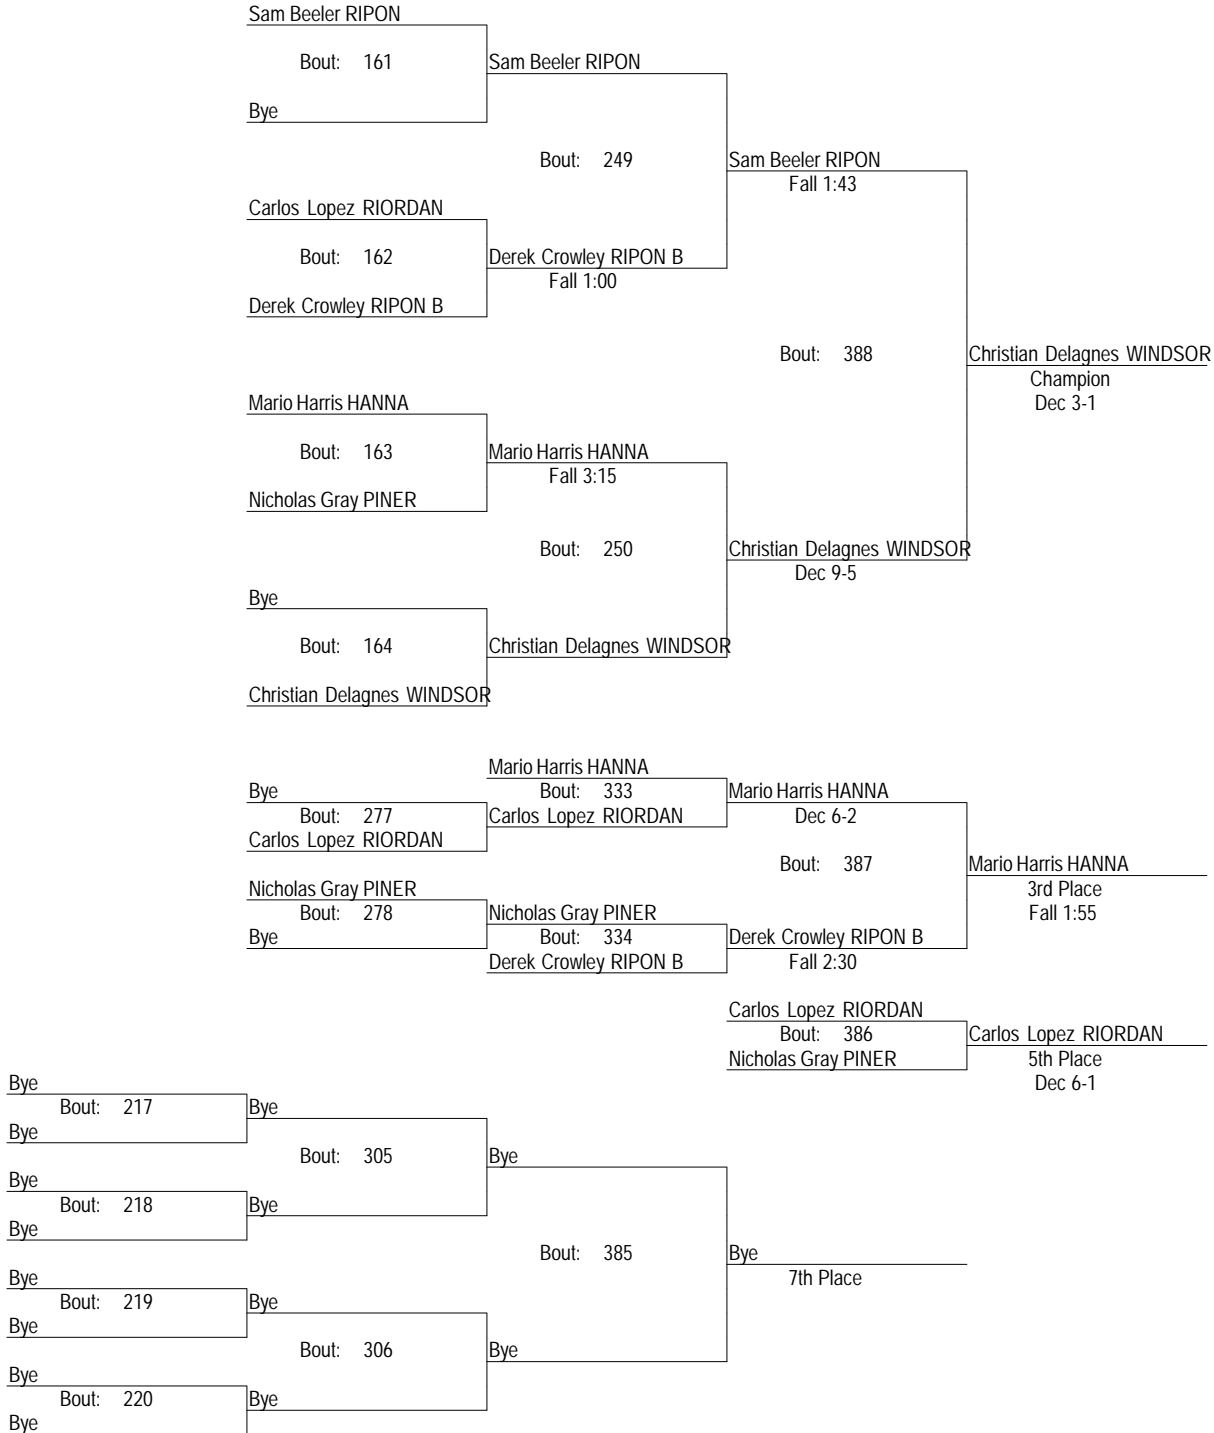 Sam Beeler RIPON
Bout: 161
Sam Beeler RIPON
Bye
Bout: 249
Sam Beeler RIPON
Fall 1:43
Carlos Lopez RIORDAN
Bout: 162
Derek Crowley RIPON B
Fall 1:00
Derek Crowley RIPON B
Bout: 388
Christian Delagnes WINDSOR
Champion
Dec 3-1
Mario Harris HANNA
Bout: 163
Mario Harris HANNA
Fall 3:15
Nicholas Gray PINER
Bout: 250
Christian Delagnes WINDSOR
Dec 9-5
Bye
Bout: 164
Christian Delagnes WINDSOR
Christian Delagnes WINDSOR
Mario Harris HANNA
Bye
Bout: 333
Mario Harris HANNA
Bout: 277
Carlos Lopez RIORDAN
Dec 6-2
Carlos Lopez RIORDAN
Bout: 387
Mario Harris HANNA
3rd Place
Fall 1:55
Nicholas Gray PINER
Bout: 278
Nicholas Gray PINER
Bye
Bout: 334
Derek Crowley RIPON B
Derek Crowley RIPON B
Fall 2:30
Carlos Lopez RIORDAN
Bout: 386
Carlos Lopez RIORDAN
Nicholas Gray PINER
5th Place
Dec 6-1
Bye
Bout: 217
Bye
Bye
Bout: 305
Bye
Bye
Bout: 218
Bye
Bye
Bout: 385
Bye
7th Place
Bye
Bout: 219
Bye
Bye
Bout: 306
Bye
Bye
Bout: 220
Bye
Bye